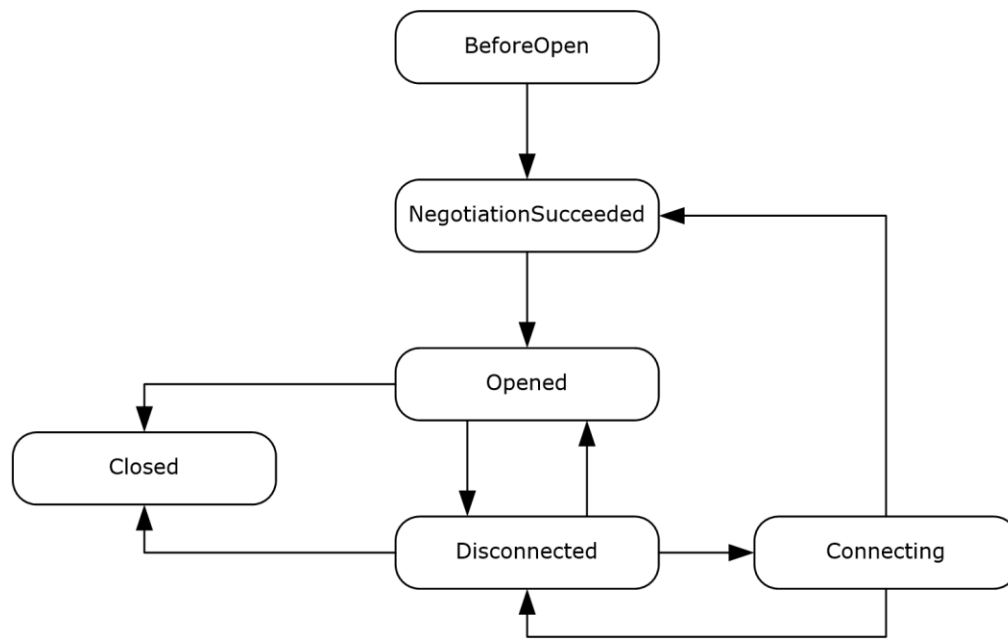 BeforeOpen
NegotiationSucceeded
Opened
Closed
Disconnected
Connecting